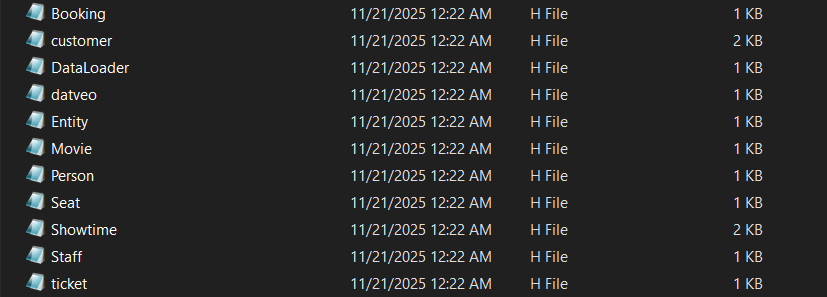 Booking 11/21/2025 12:22 AM H File 1 KB
customer 11/21/2025 12:22 AM H File 2 KB
DataLoader 11/21/2025 12:22 AM H File 1 KB
datveo 11/21/2025 12:22 AM H File 1 KB
Entity 11/21/2025 12:22 AM H File 1 KB
Movie 11/21/2025 12:22 AM H File 1 KB
Person 11/21/2025 12:22 AM H File 1 KB
Seat 11/21/2025 12:22 AM H File 1 KB
Showtime 11/21/2025 12:22 AM H File 2 KB
Staff 11/21/2025 12:22 AM H File 1 KB
ticket 11/21/2025 12:22 AM H File 1 KB